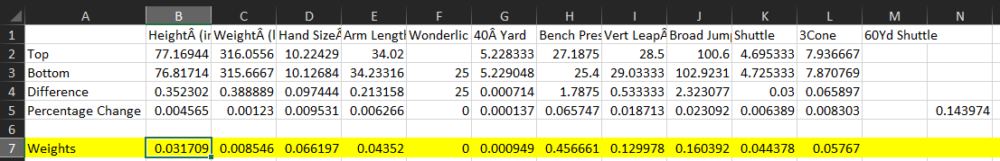 A B C D E F G H I J K L M N
1 HeightÂ (in WeightÂ (l Hand SizeÂ Arm Lengtl Wonderlic 40Â Yard Bench Pres Vert LeapÂ Broad Jump Shuttle 3Cone 60Yd Shuttle
2 Top 77.16944 316.0556 10.22429 34.02 5.228333 27.1875 28.5 100.6 4.695333 7.936667
3 Bottom 76.81714 315.6667 10.12684 34.23316 25 5.229048 25.4 29.03333 102.9231 4.725333 7.870769
4 Difference 0.352302 0.388889 0.097444 0.213158 25 0.000714 1.7875 0.533333 2.323077 0.03 0.065897
5 Percentage Change 0.004565 0.00123 0.009531 0.006266 0 0.000137 0.065747 0.018713 0.023092 0.006389 0.008303 0.143974
6
7 Weights 0.031709 0.008546 0.066197 0.04352 0 0.000949 0.456661 0.129978 0.160392 0.044378 0.05767